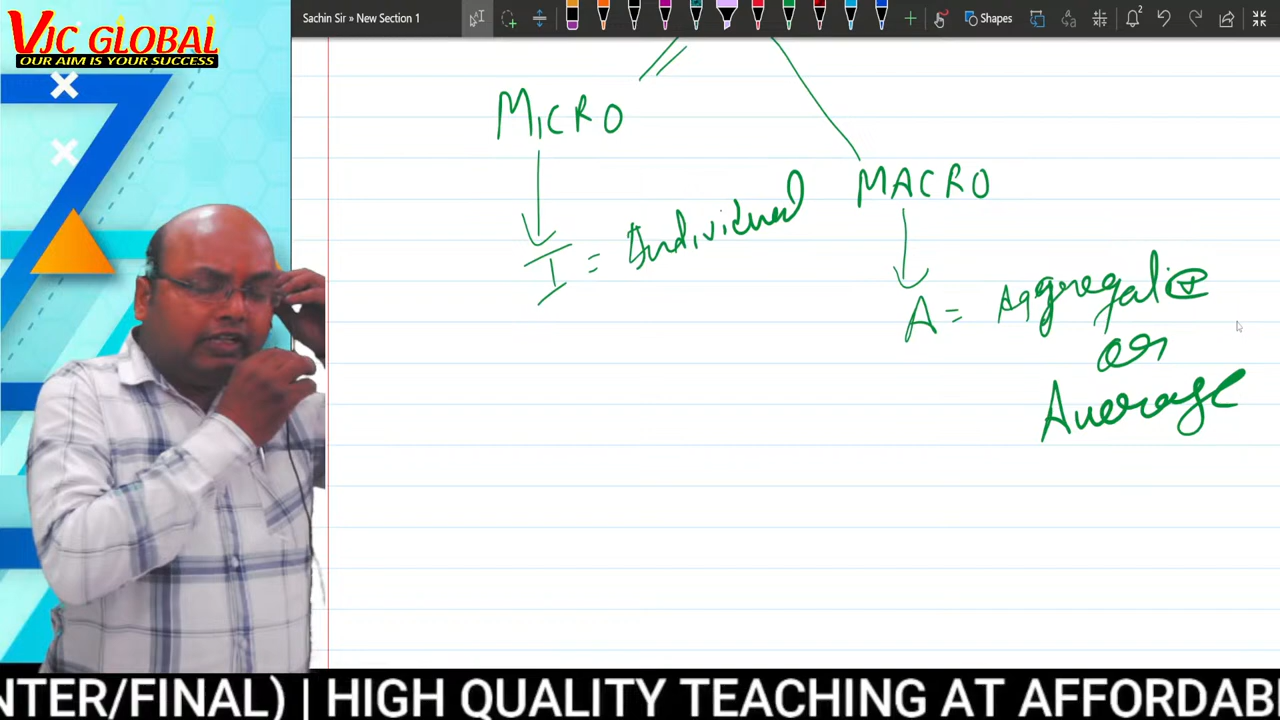 VJC GLOBAL
OUR AIM IS YOUR SUCCESS
Sachin Sir » New Section 1
Shapes
MICRO
MACRO
I = Individual
A = Aggregate
or
Average
NTER/FINAL) | HIGH QUALITY TEACHING AT AFFORDAB